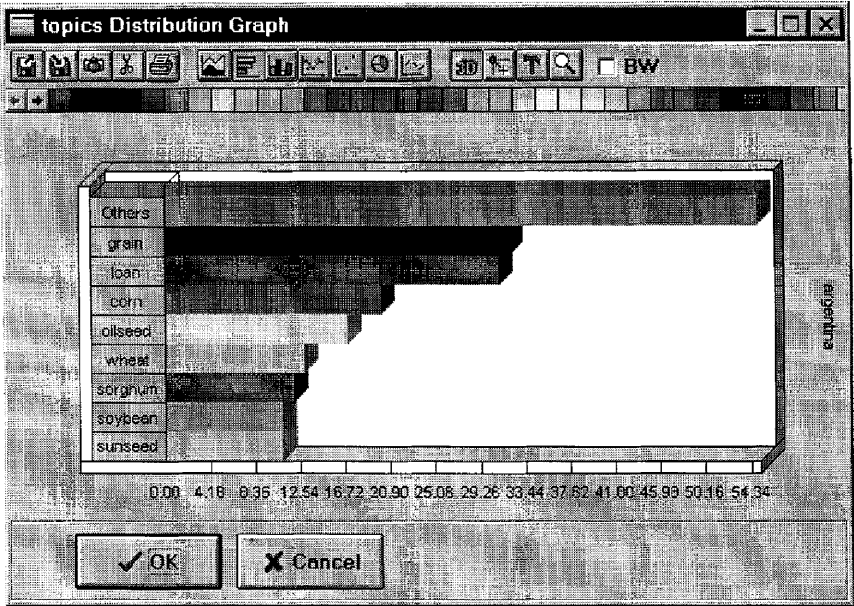 topics Distribution Graph
3D T BW
Others
grain
loan
corn
oilseed
wheat
sorghum
soybean
sunseed
argentina
0.00 4.18 8.36 12.54 16.72 20.90 25.08 29.26 33.44 37.62 41.80 45.98 50.16 54.34
OK Cancel